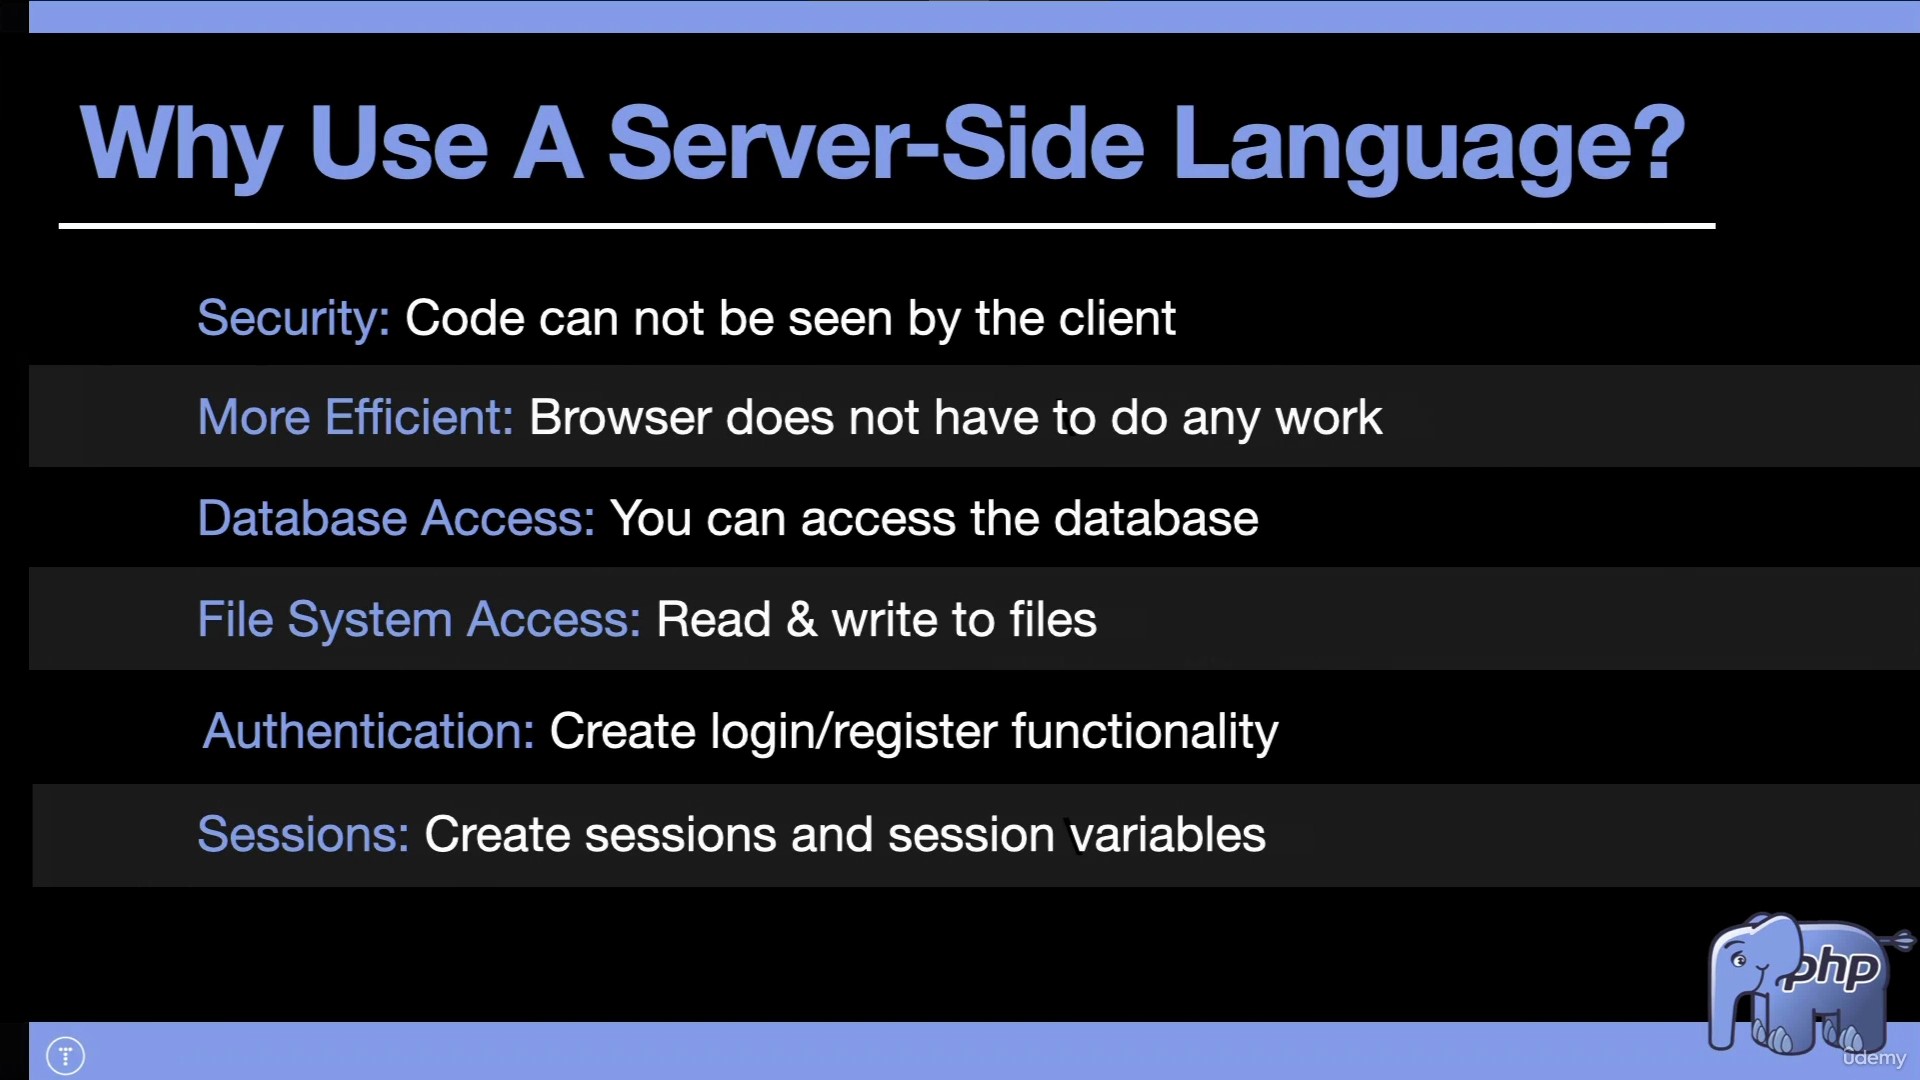 Why Use A Server-Side Language?
Security: Code can not be seen by the client
More Efficient: Browser does not have to do any work
Database Access: You can access the database
File System Access: Read & write to files
Authentication: Create login/register functionality
Sessions: Create sessions and session variables
php
T
ûdemy